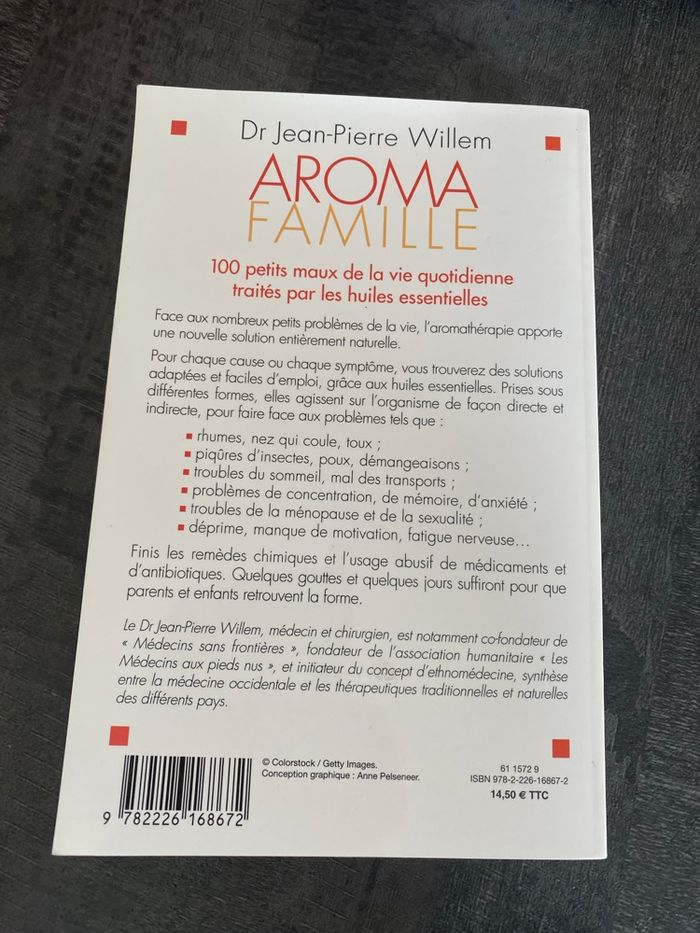 Dr Jean-Pierre Willem
AROMA
FAMILLE
100 petits maux de la vie quotidienne
traités par les huiles essentielles
Face aux nombreux petits problèmes de la vie, l'aromathérapie apporte
une nouvelle solution entièrement naturelle.
Pour chaque cause ou chaque symptôme, vous trouverez des solutions
adaptées et faciles d'emploi, grâce aux huiles essentielles. Prises sous
différentes formes, elles agissent sur l'organisme de façon directe et
indirecte, pour faire face aux problèmes tels que :
rhumes, nez qui coule, toux ;
piqûres d'insectes, poux, démangeaisons ;
troubles du sommeil, mal des transports ;
problèmes de concentration, de mémoire, d'anxiété ;
troubles de la ménopause et de la sexualité ;
déprime, manque de motivation, fatigue nerveuse...
Finis les remèdes chimiques et l'usage abusif de médicaments et
d'antibiotiques. Quelques gouttes et quelques jours suffiront pour que
parents et enfants retrouvent la forme.
Le Dr Jean-Pierre Willem, médecin et chirurgien, est notamment co-fondateur de
« Médecins sans frontières », fondateur de l'association humanitaire « Les
Médecins aux pieds nus », et initiateur du concept d'ethnomédecine, synthèse
entre la médecine occidentale et les thérapeutiques traditionnelles et naturelles
des différents pays.
© Colorstock / Getty Images.
Conception graphique : Anne Pelseneer.
61 1572 9
ISBN 978-2-226-16867-2
14,50 € TTC
9 782226 168672